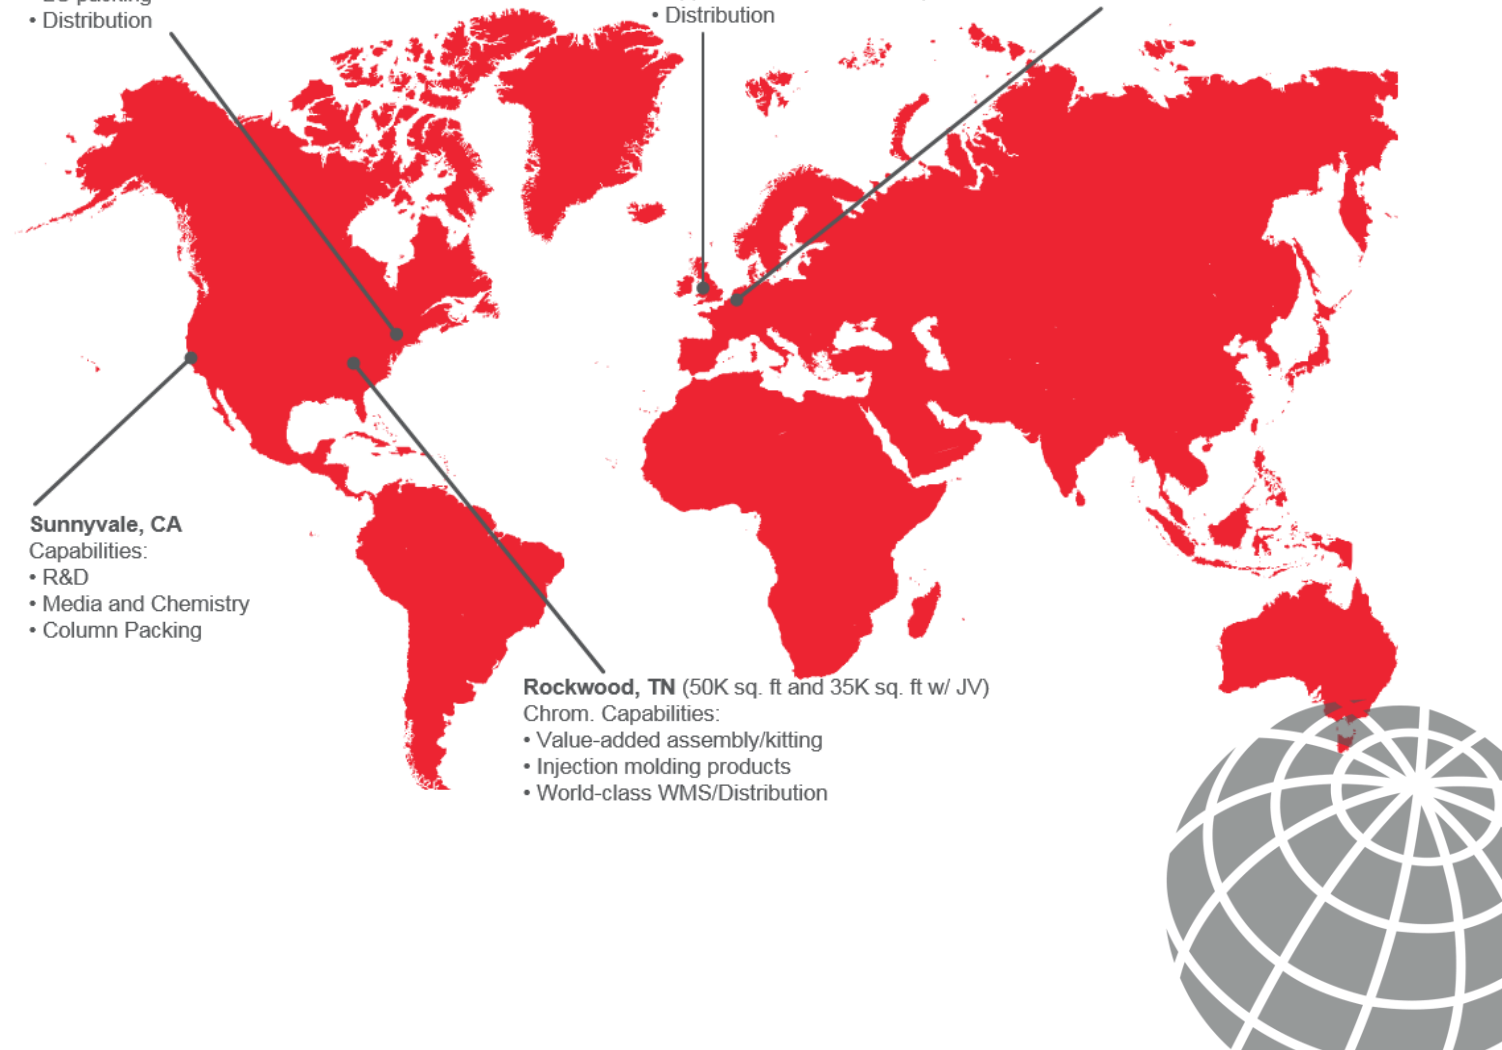 • Distribution
• Distribution
Sunnyvale, CA
Capabilities:
• R&D
• Media and Chemistry
• Column Packing
Rockwood, TN (50K sq. ft and 35K sq. ft w/ JV)
Chrom. Capabilities:
• Value-added assembly/kitting
• Injection molding products
• World-class WMS/Distribution